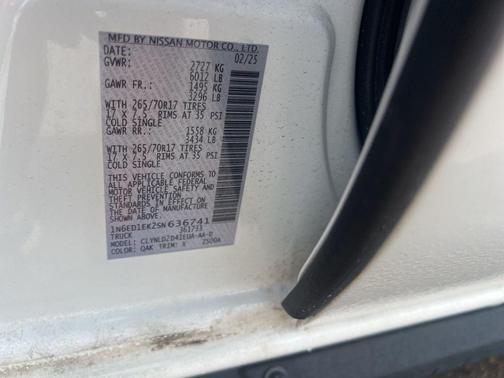 MFD BY NISSAN MOTOR CO., LTD.
DATE: 02/25
GVWR: 2727 KG
6012 LB
GAWR FR.: 1495 KG
3296 LB
WITH 265/70R17 TIRES
17 X 7.5 RIMS AT 35 PSI
COLD SINGLE
GAWR RR: 1558 KG
3434 LB
WITH 265/70R17 TIRES
17 X 7.5 RIMS AT 35 PSI
COLD SINGLE
THIS VEHICLE CONFORMS TO
ALL APPLICABLE FEDERAL
MOTOR VEHICLE SAFETY
THEFT PREVENTION
STANDARDS IN EFFECT ON
THE DATE OF MANUFACTURE
SHOWN ABOVE.
1N6ED1EK2SN636741
TRUCK 361733
MODEL:
COLOR: QAK TRIM: X